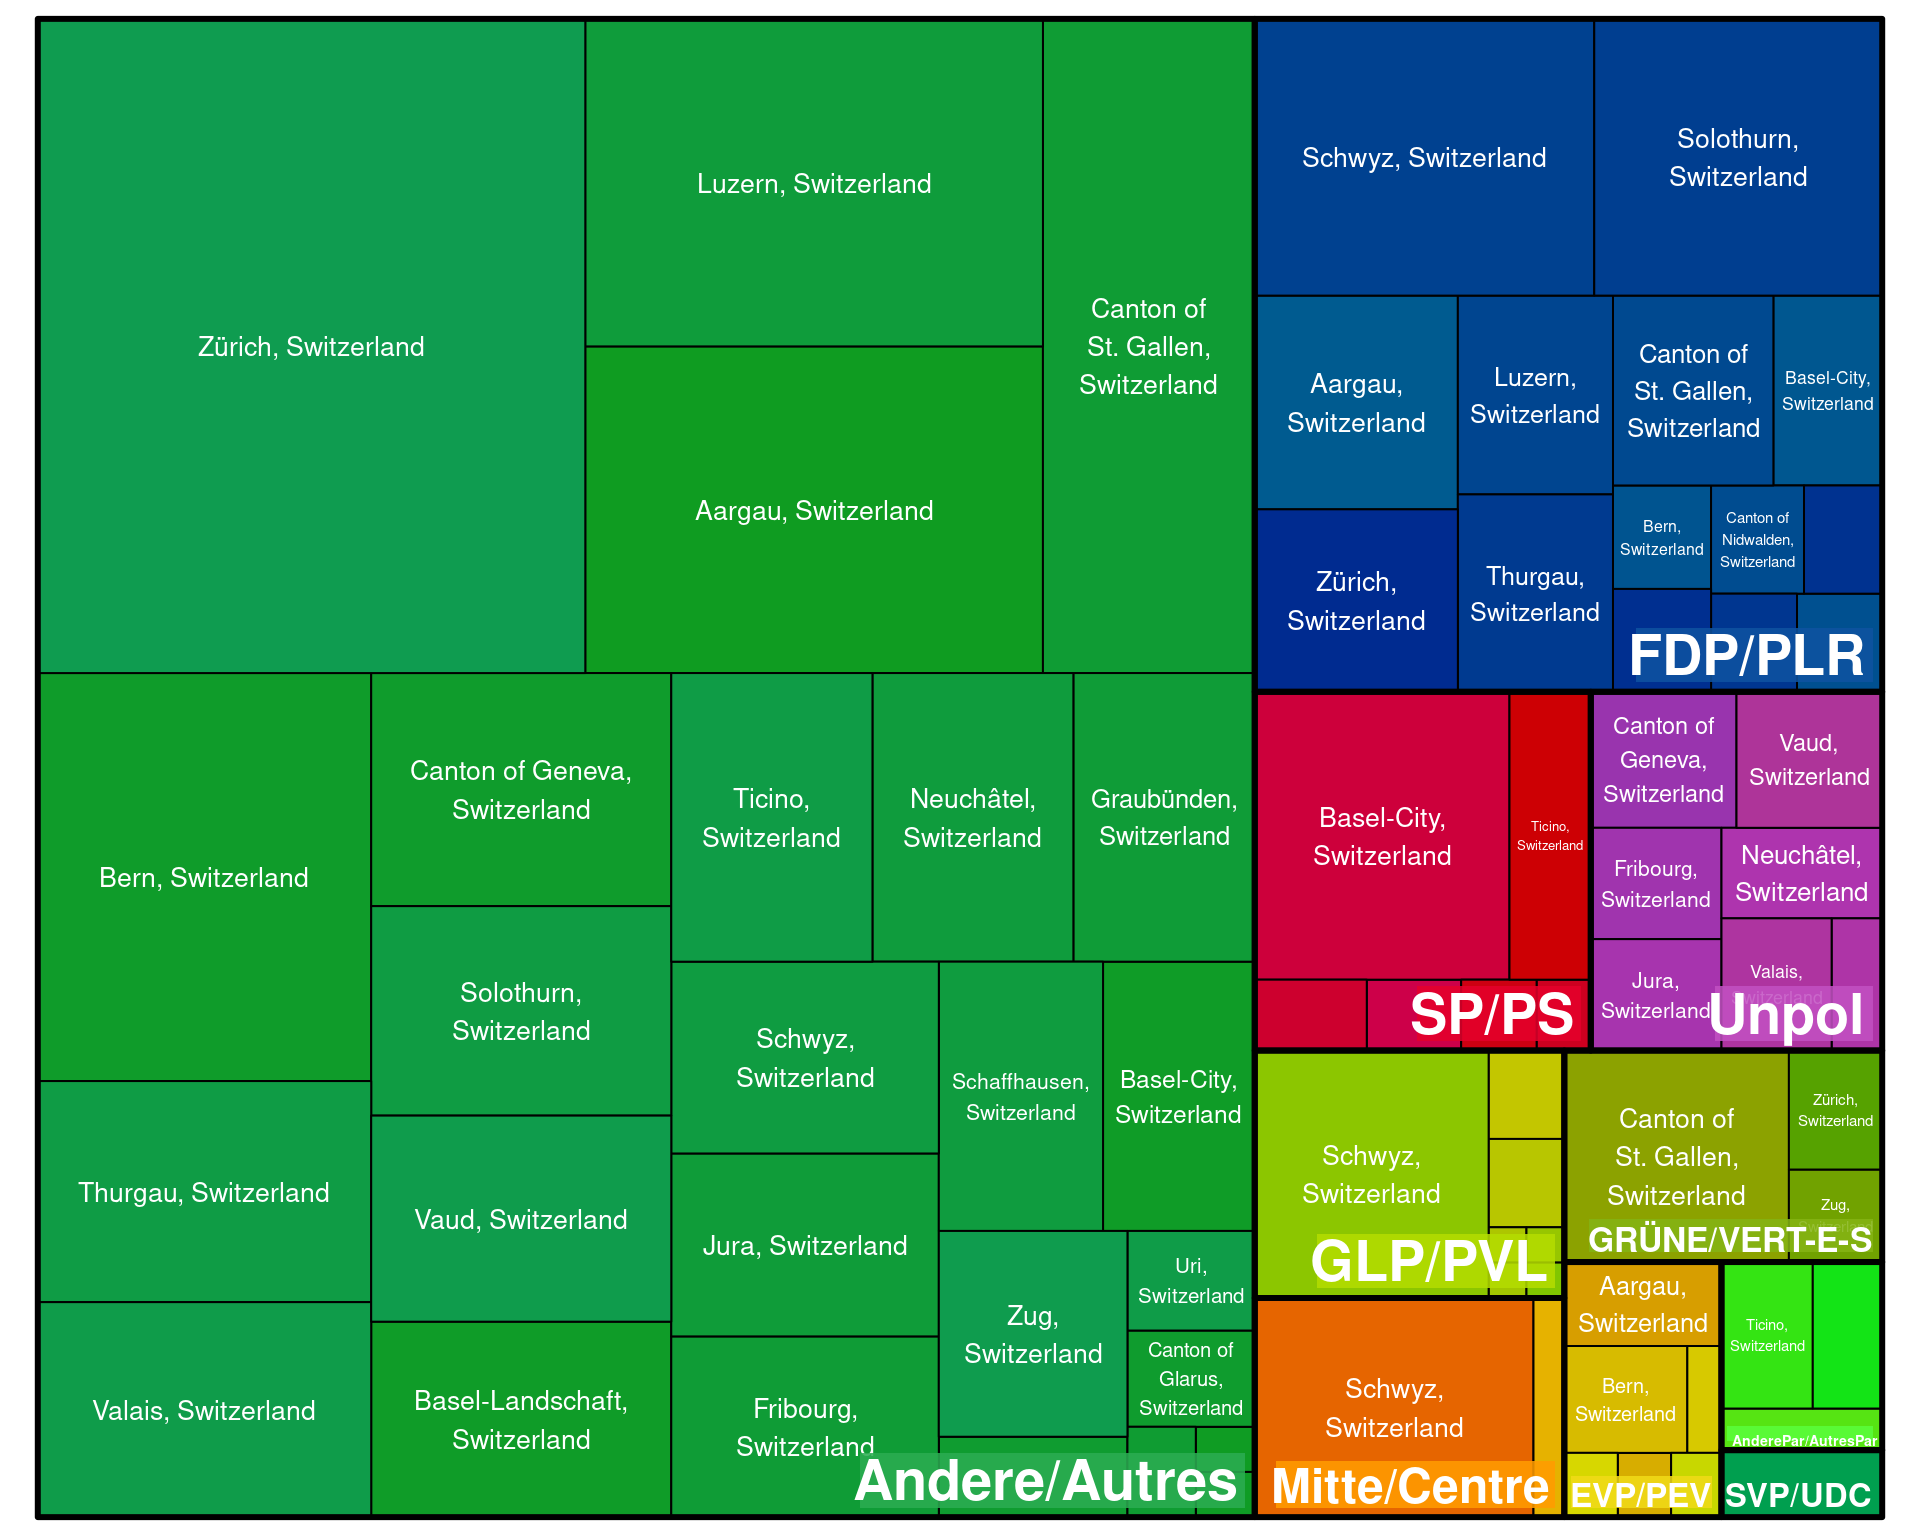 Zürich, Switzerland
Luzern, Switzerland
Aargau, Switzerland
Canton of
St. Gallen,
Switzerland
Bern, Switzerland
Thurgau, Switzerland
Valais, Switzerland
Canton of Geneva,
Switzerland
Solothurn,
Switzerland
Vaud, Switzerland
Basel-Landschaft,
Switzerland
Ticino,
Switzerland
Neuchâtel,
Switzerland
Graubünden,
Switzerland
Schwyz,
Switzerland
Jura, Switzerland
Fribourg,
Switzerland
Schaffhausen,
Switzerland
Basel-City,
Switzerland
Zug,
Switzerland
Uri,
Switzerland
Canton of
Glarus,
Switzerland
Andere/Autres
Schwyz, Switzerland
Solothurn,
Switzerland
Aargau,
Switzerland
Zürich,
Switzerland
Luzern,
Switzerland
Thurgau,
Switzerland
Canton of
St. Gallen,
Switzerland
Basel-City,
Switzerland
Bern,
Switzerland
Canton of
Nidwalden,
Switzerland
FDP/PLR
Basel-City,
Switzerland
Ticino,
Switzerland
SP/PS
Canton of
Geneva,
Switzerland
Vaud,
Switzerland
Fribourg,
Switzerland
Neuchâtel,
Switzerland
Jura,
Switzerland
Valais,
Switzerland
Unpol
Schwyz,
Switzerland
GLP/PVL
Canton of
St. Gallen,
Switzerland
Zürich,
Switzerland
Zug,
Switzerland
GRÜNE/VERT-E-S
Schwyz,
Switzerland
Mitte/Centre
Aargau,
Switzerland
Bern,
Switzerland
EVP/PEV
Ticino,
Switzerland
AnderePar/AutresPar
SVP/UDC